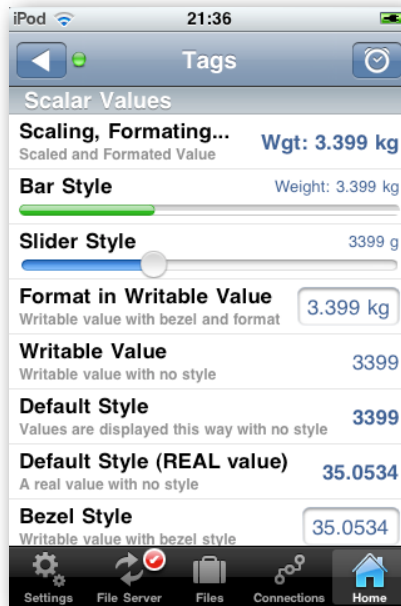 iPod 21:36
Tags
Scalar Values
Scaling, Formating... Wgt: 3.399 kg
Scaled and Formated Value
Bar Style Weight: 3.399 kg
Slider Style 3399 g
Format in Writable Value 3.399 kg
Writable value with bezel and format
Writable Value 3399
Writable value with no style
Default Style 3399
Values are displayed this way with no style
Default Style (REAL value) 35.0534
A real value with no style
Bezel Style 35.0534
Writable value with bezel style
Settings File Server Files Connections Home